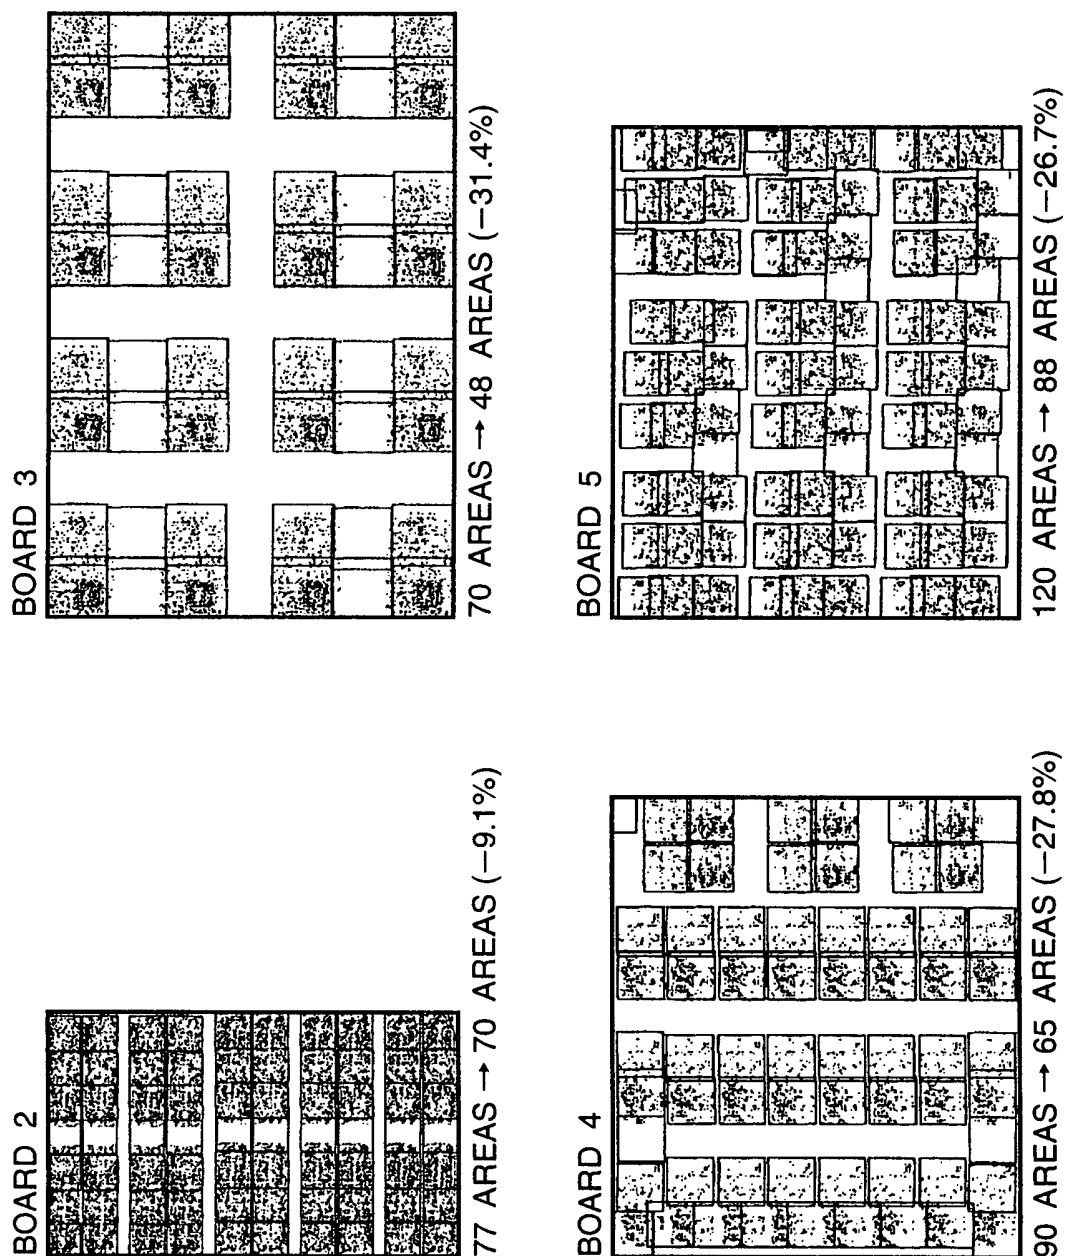 BOARD 2
77 AREAS → 70 AREAS (−9.1%)
BOARD 3
70 AREAS → 48 AREAS (−31.4%)
BOARD 4
90 AREAS → 65 AREAS (−27.8%)
BOARD 5
120 AREAS → 88 AREAS (−26.7%)